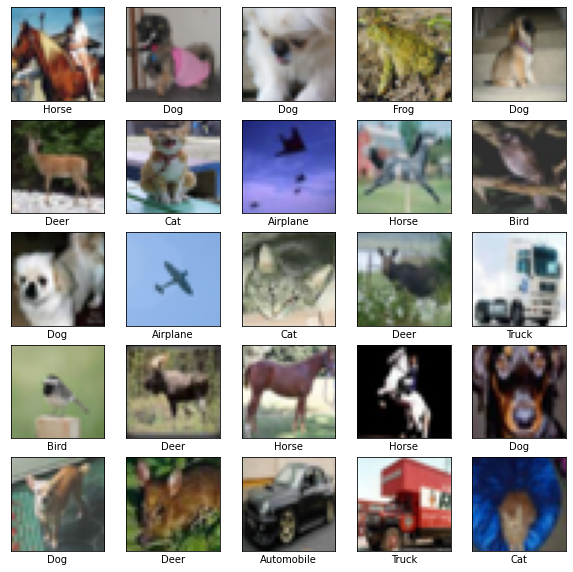 Horse
Dog
Dog
Frog
Dog
Deer
Cat
Airplane
Horse
Bird
Dog
Airplane
Cat
Deer
Truck
Bird
Deer
Horse
Horse
Dog
Dog
Deer
Automobile
Truck
Cat